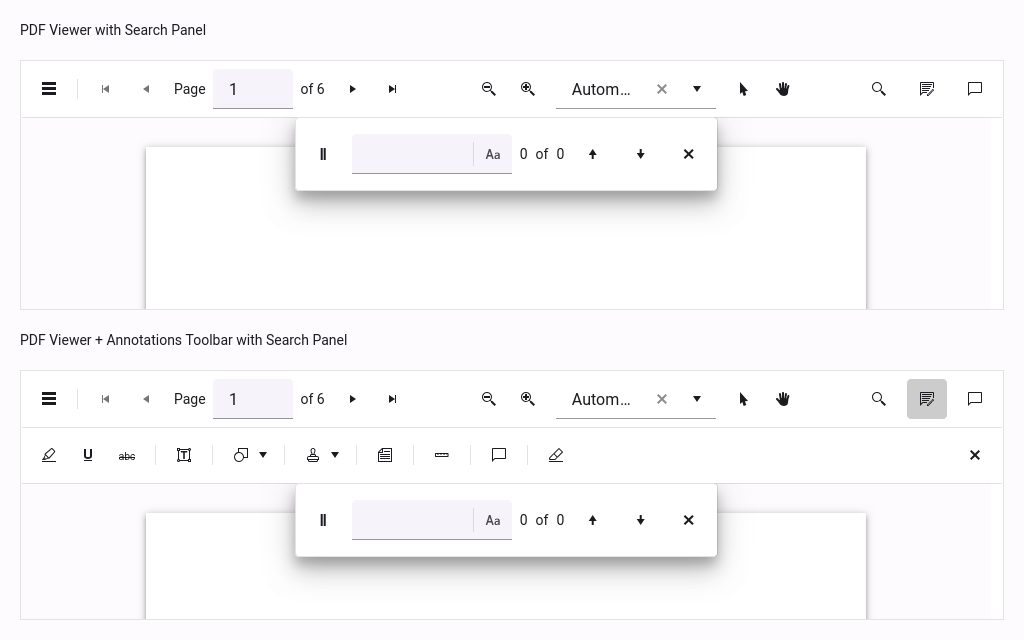 PDF Viewer with Search Panel
Page 1 of 6 Autom...
Aa 0 of 0
PDF Viewer + Annotations Toolbar with Search Panel
Page 1 of 6 Autom...
U abc T
Aa 0 of 0